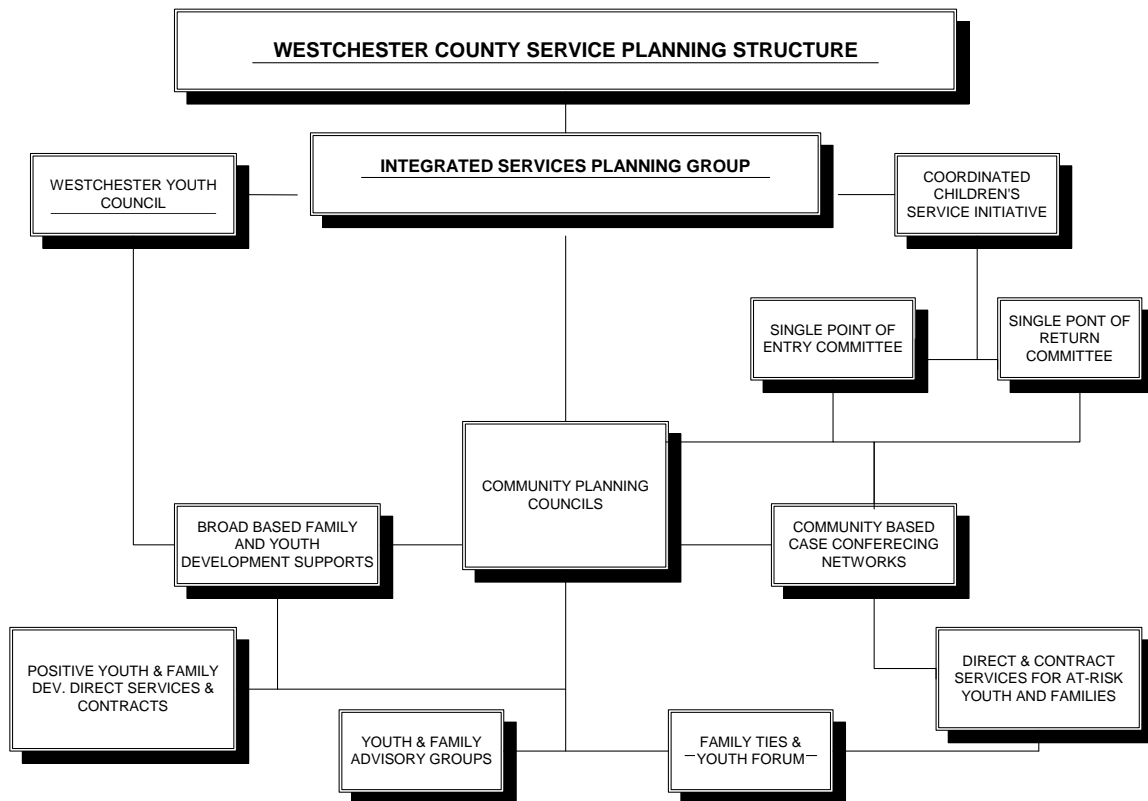 WESTCHESTER COUNTY SERVICE PLANNING STRUCTURE
INTEGRATED SERVICES PLANNING GROUP
WESTCHESTER YOUTH
COUNCIL
COORDINATED
CHILDREN'S
SERVICE INITIATIVE
SINGLE POINT OF
ENTRY COMMITTEE
SINGLE PONT OF
RETURN
COMMITTEE
COMMUNITY PLANNING
COUNCILS
BROAD BASED FAMILY
AND YOUTH
DEVELOPMENT SUPPORTS
COMMUNITY BASED
CASE CONFERECING
NETWORKS
POSITIVE YOUTH & FAMILY
DEV. DIRECT SERVICES &
CONTRACTS
DIRECT & CONTRACT
SERVICES FOR AT-RISK
YOUTH AND FAMILIES
YOUTH & FAMILY
ADVISORY GROUPS
FAMILY TIES &
YOUTH FORUM